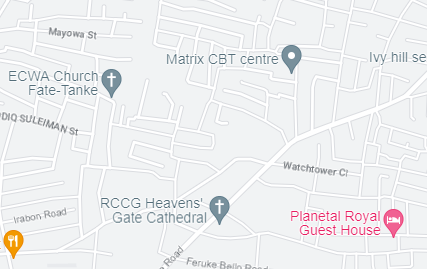 Mayowa St
Matrix CBT centre
Ivy hill se
ECWA Church
Fate-Tanke
DIQ SULEIMAN St
Watchtower Cl
RCCG Heavens'
Gate Cathedral
Irabon Road
Planetal Royal
Guest House
a Road
Feruke Bello Road